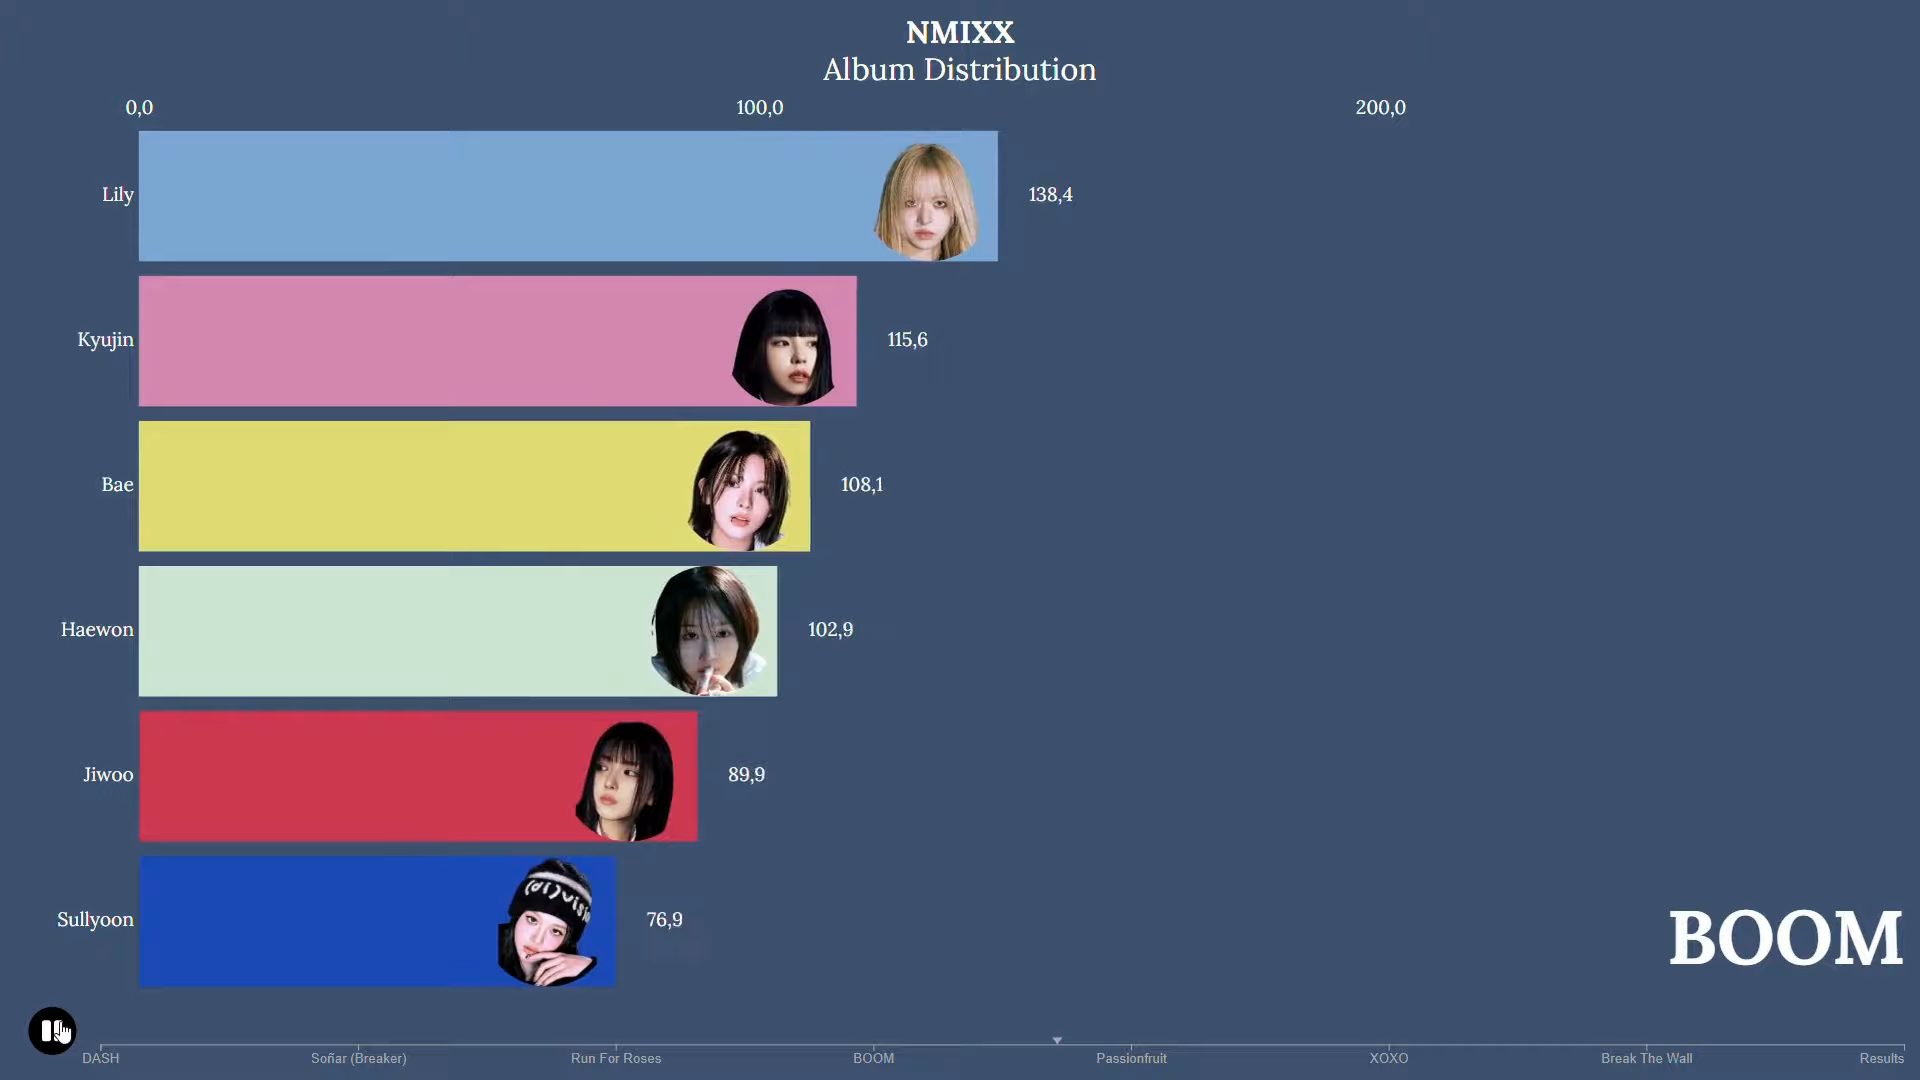 NMIXX
Album Distribution
0,0 100,0 200,0
Lily 138,4
Kyujin 115,6
Bae 108,1
Haewon 102,9
Jiwoo 89,9
(di)visi
Sullyoon 76,9
BOOM
DASH Soñar (Breaker) Run For Roses BOOM Passionfruit XOXO Break The Wall Results